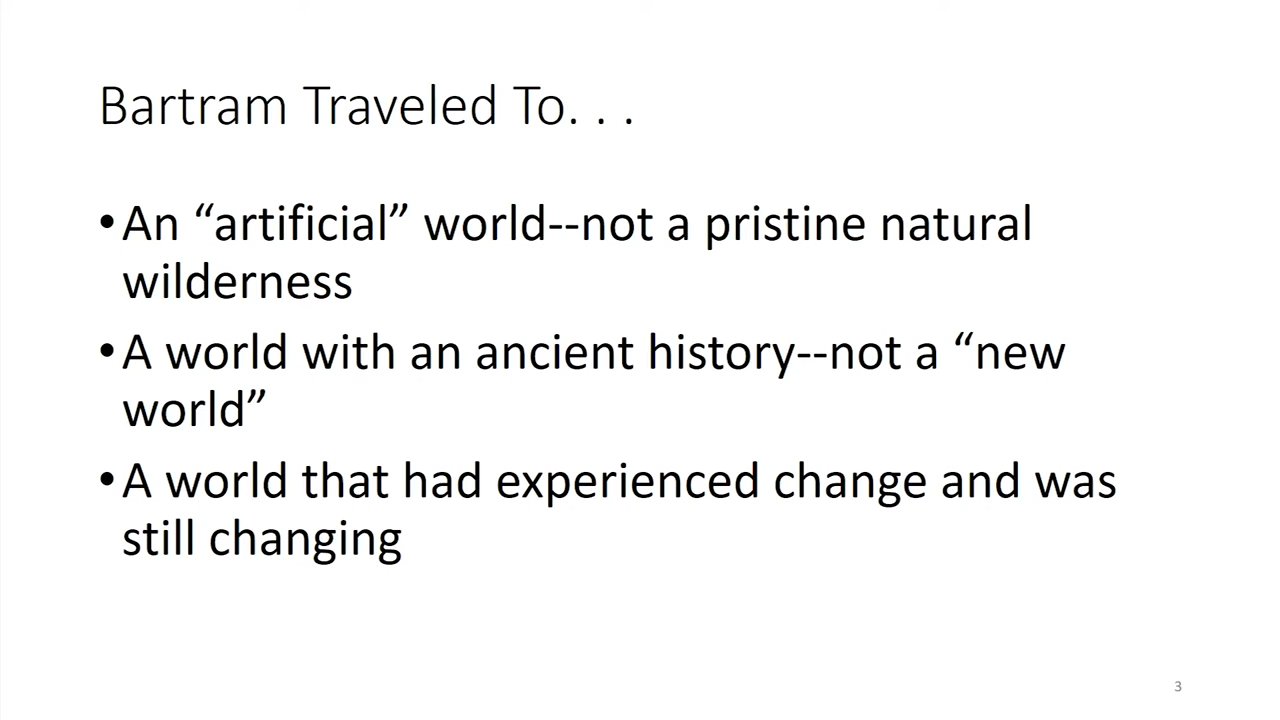 Bartram Traveled To. . .
•An “artificial” world--not a pristine natural
wilderness
•A world with an ancient history--not a “new
world”
•A world that had experienced change and was
still changing
3